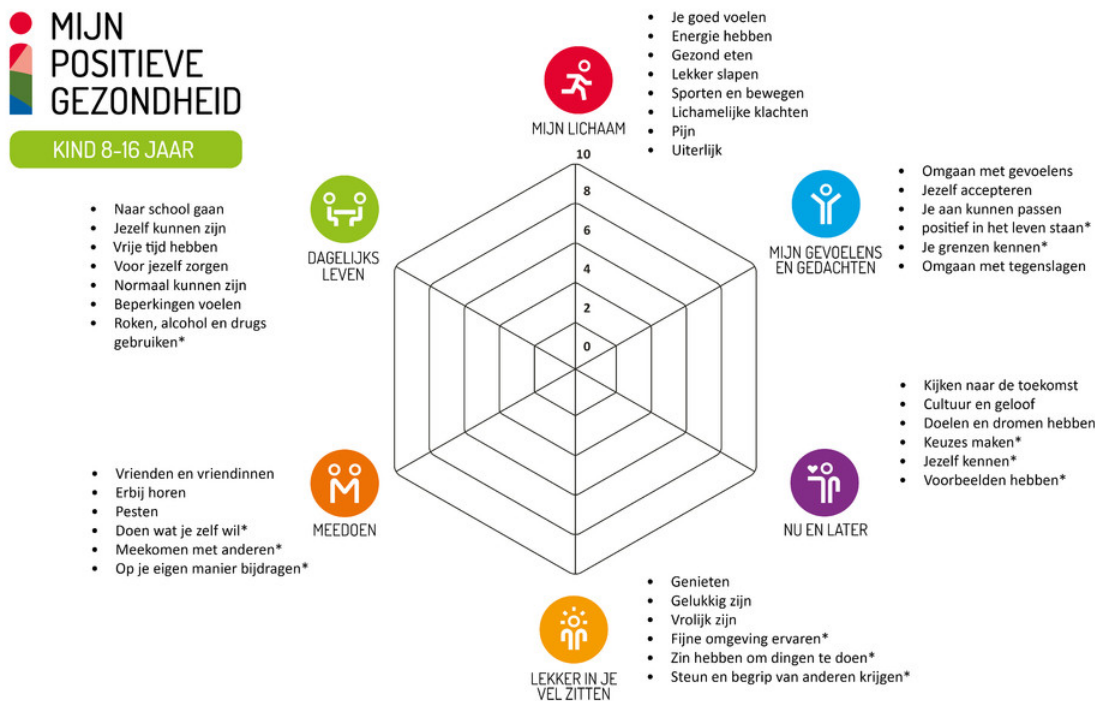 MIJN
POSITIEVE
GEZONDHEID
KIND 8-16 JAAR
• Je goed voelen
• Energie hebben
• Gezond eten
• Lekker slapen
• Sporten en bewegen
• Lichamelijke klachten
• Pijn
• Uiterlijk
MIJN LICHAAM
• Omgaan met gevoelens
• Jezelf accepteren
• Je aan kunnen passen
• positief in het leven staan*
• Je grenzen kennen*
• Omgaan met tegenslagen
MIJN GEVOELENS
EN GEDACHTEN
• Kijken naar de toekomst
• Cultuur en geloof
• Doelen en dromen hebben
• Keuzes maken*
• Jezelf kennen*
• Voorbeelden hebben*
NU EN LATER
• Genieten
• Gelukkig zijn
• Vrolijk zijn
• Fijne omgeving ervaren*
• Zin hebben om dingen te doen*
• Steun en begrip van anderen krijgen*
LEKKER IN JE
VEL ZITTEN
• Vrienden en vriendinnen
• Erbij horen
• Pesten
• Doen wat je zelf wil*
• Meekomen met anderen*
• Op je eigen manier bijdragen*
MEEDOEN
• Naar school gaan
• Jezelf kunnen zijn
• Vrije tijd hebben
• Voor jezelf zorgen
• Normaal kunnen zijn
• Beperkingen voelen
• Roken, alcohol en drugs
gebruiken*
DAGELIJKS
LEVEN
10
8
6
4
2
0